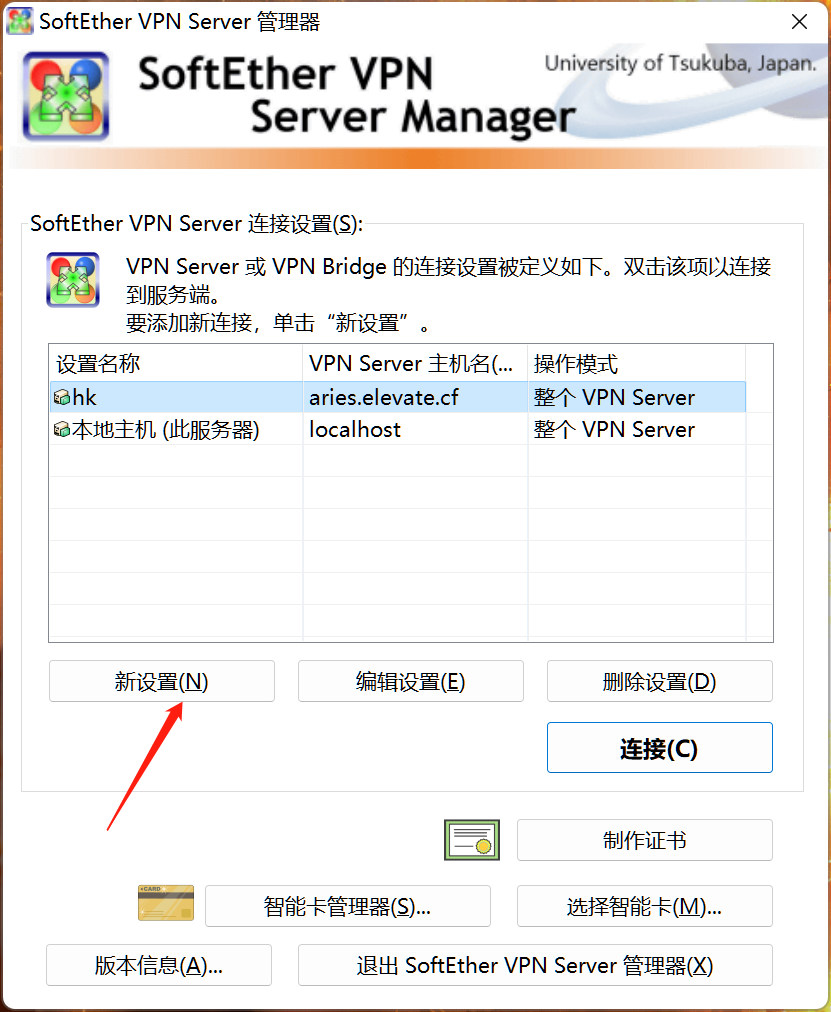 SoftEther VPN Server 管理器
SoftEther VPN
Server Manager
University of Tsukuba, Japan.
SoftEther VPN Server 连接设置(S):
VPN Server 或 VPN Bridge 的连接设置被定义如下。双击该项以连接
到服务端。
要添加新连接，单击“新设置”。
设置名称 VPN Server 主机名(... 操作模式
hk aries.elevate.cf 整个 VPN Server
本地主机 (此服务器) localhost 整个 VPN Server
新设置(N) 编辑设置(E) 删除设置(D)
连接(C)
制作证书
eCARD
智能卡管理器(S)... 选择智能卡(M)...
版本信息(A)... 退出 SoftEther VPN Server 管理器(X)